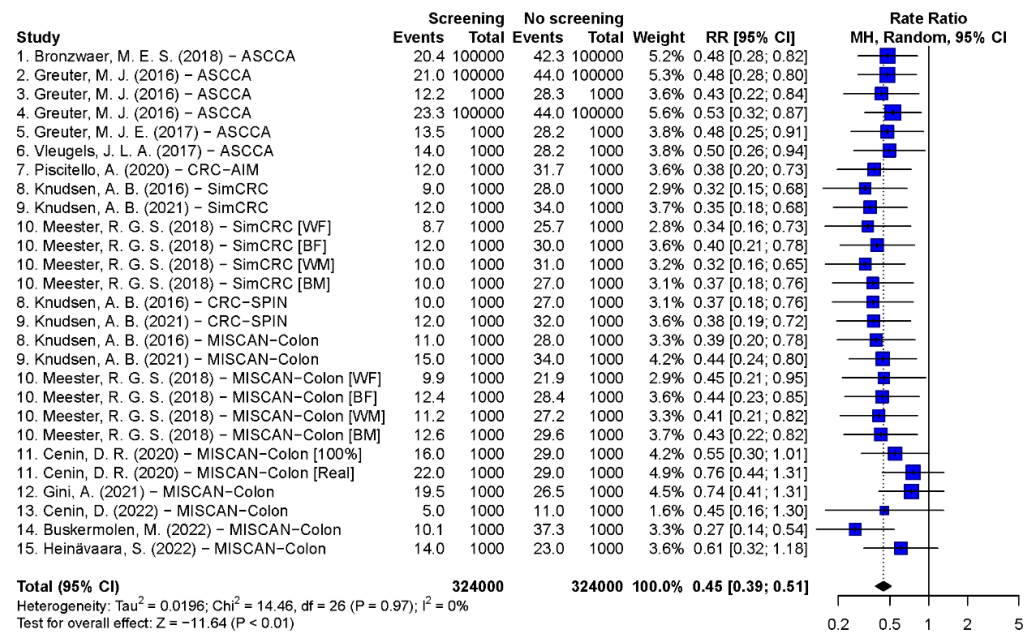 Screening No screening Rate Ratio
Study Events Total Events Total Weight RR [95% CI] MH, Random, 95% CI
1. Bronzwaer, M. E. S. (2018) − ASCCA 20.4 100000 42.3 100000 5.2% 0.48 [0.28; 0.82]
2. Greuter, M. J. (2016) − ASCCA 21.0 100000 44.0 100000 5.4% 0.48 [0.28; 0.80]
3. Greuter, M. J. (2016) − ASCCA 12.2 1000 28.3 1000 3.6% 0.43 [0.22; 0.84]
4. Greuter, M. J. (2016) − ASCCA 23.3 100000 44.0 100000 5.6% 0.53 [0.32; 0.87]
5. Greuter, M. J. E. (2017) − ASCCA 13.5 1000 28.2 1000 3.8% 0.48 [0.25; 0.91]
6. Vleugels, J. L. A. (2017) − ASCCA 14.0 1000 28.2 1000 3.8% 0.50 [0.26; 0.94]
7. Piscitello, A. (2020) − CRC−AIM 12.0 1000 31.7 1000 3.6% 0.38 [0.20; 0.73]
8. Knudsen, A. B. (2016) − SimCRC 9.0 1000 28.0 1000 2.8% 0.32 [0.15; 0.68]
9. Knudsen, A. B. (2021) − SimCRC 12.0 1000 34.0 1000 3.7% 0.35 [0.18; 0.68]
10. Meester, R. G. S. (2018) − SimCRC [WF] 8.7 1000 25.7 1000 2.8% 0.34 [0.16; 0.73]
10. Meester, R. G. S. (2018) − SimCRC [BF] 12.0 1000 30.0 1000 3.6% 0.40 [0.21; 0.78]
10. Meester, R. G. S. (2018) − SimCRC [WM] 10.0 1000 31.0 1000 3.2% 0.32 [0.16; 0.65]
10. Meester, R. G. S. (2018) − SimCRC [BM] 10.0 1000 27.0 1000 3.1% 0.37 [0.18; 0.76]
8. Knudsen, A. B. (2016) − CRC−SPIN 10.0 1000 27.0 1000 3.1% 0.37 [0.18; 0.76]
9. Knudsen, A. B. (2021) − CRC−SPIN 12.0 1000 32.0 1000 3.6% 0.38 [0.19; 0.72]
8. Knudsen, A. B. (2016) − MISCAN−Colon 11.0 1000 28.0 1000 3.3% 0.39 [0.20; 0.78]
9. Knudsen, A. B. (2021) − MISCAN−Colon 15.0 1000 34.0 1000 4.2% 0.44 [0.24; 0.80]
10. Meester, R. G. S. (2018) − MISCAN−Colon [WF] 9.9 1000 21.9 1000 2.9% 0.45 [0.21; 0.95]
10. Meester, R. G. S. (2018) − MISCAN−Colon [BF] 12.4 1000 28.4 1000 3.6% 0.44 [0.23; 0.85]
10. Meester, R. G. S. (2018) − MISCAN−Colon [WM] 11.2 1000 27.2 1000 3.3% 0.41 [0.21; 0.82]
10. Meester, R. G. S. (2018) − MISCAN−Colon [BM] 12.6 1000 29.6 1000 3.7% 0.43 [0.22; 0.82]
11. Cenin, D. R. (2020) − MISCAN−Colon [100%] 16.0 1000 29.0 1000 4.2% 0.55 [0.30; 1.01]
11. Cenin, D. R. (2020) − MISCAN−Colon [Real] 22.0 1000 29.0 1000 4.9% 0.76 [0.44; 1.31]
12. Gini, A. (2021) − MISCAN−Colon 19.5 1000 26.5 1000 4.5% 0.74 [0.41; 1.31]
13. Cenin, D. (2022) − MISCAN−Colon 5.0 1000 11.0 1000 1.6% 0.45 [0.16; 1.30]
14. Buskermolen, M. (2022) − MISCAN−Colon 10.1 1000 37.3 1000 3.3% 0.27 [0.14; 0.54]
15. Heinävaara, S. (2022) − MISCAN−Colon 14.0 1000 23.0 1000 3.6% 0.61 [0.32; 1.18]
Total (95% CI) 324000 324000 100.0% 0.45 [0.39; 0.51]
Heterogeneity: Tau² = 0.0196; Chi² = 14.46, df = 26 (P = 0.97); I² = 0%
Test for overall effect: Z = −11.64 (P < 0.01)
0.2 0.5 1 2 5